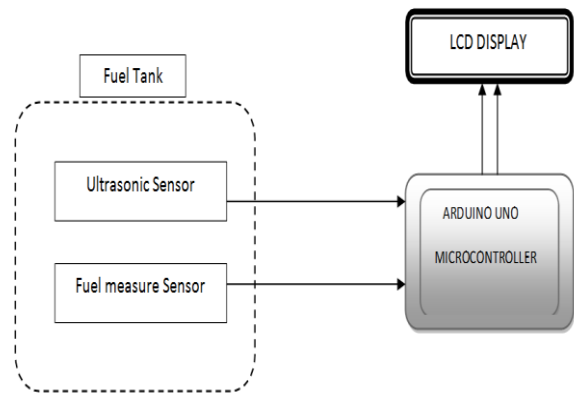 LCD DISPLAY
Fuel Tank
Ultrasonic Sensor
ARDUINO UNO
MICROCONTROLLER
Fuel measure Sensor